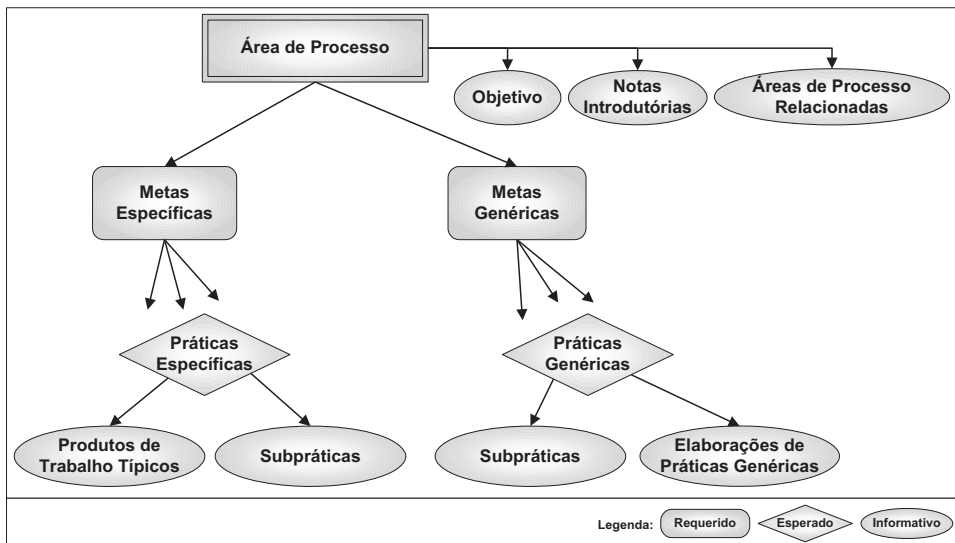 Área de Processo
Objetivo
Notas
Introdutórias
Áreas de Processo
Relacionadas
Metas
Específicas
Metas
Genéricas
Práticas
Específicas
Práticas
Genéricas
Produtos de
Trabalho Típicos
Subpráticas
Subpráticas
Elaborações de
Práticas Genéricas
Legenda: Requerido Esperado Informativo